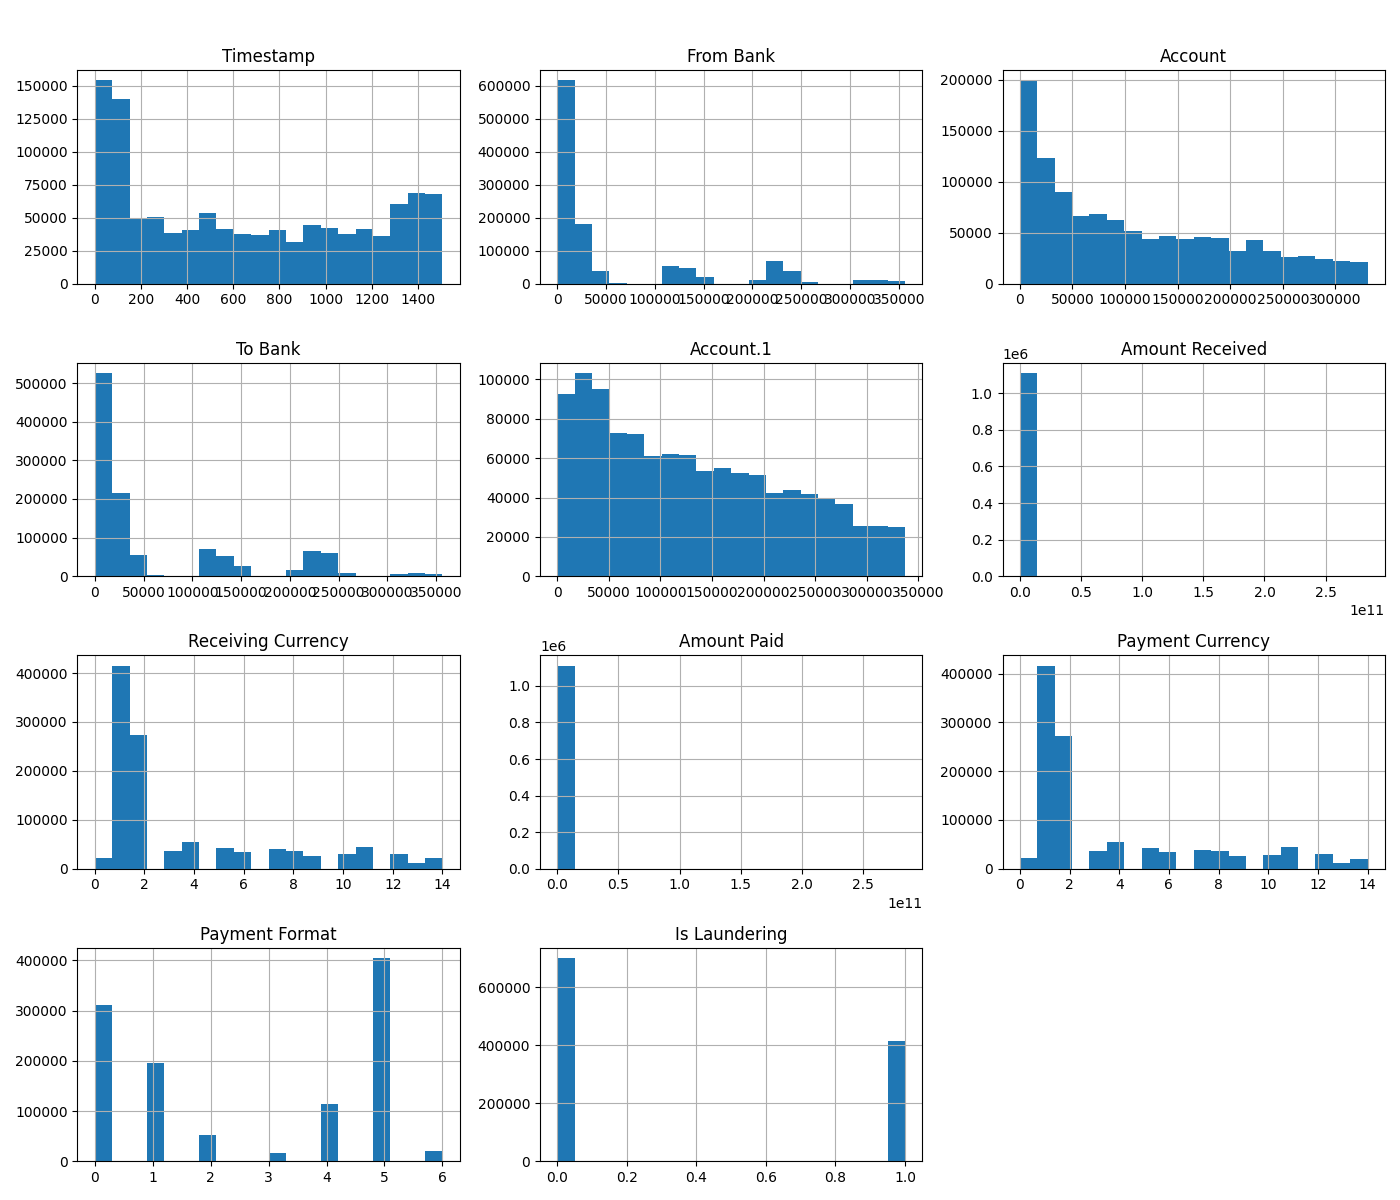 Timestamp
150000
125000
100000
75000
50000
25000
0
0 200 400 600 800 1000 1200 1400
From Bank
600000
500000
400000
300000
200000
100000
0
0 50000 100000 150000 200000 250000 300000 350000
Account
200000
150000
100000
50000
0
0 50000 100000 150000 200000 250000 300000
To Bank
500000
400000
300000
200000
100000
0
0 50000 100000 150000 200000 250000 300000 350000
Account.1
100000
80000
60000
40000
20000
0
0 50000 100000 150000 200000 250000 300000 350000
Amount Received
1e6
1.0
0.8
0.6
0.4
0.2
0.0
0.0 0.5 1.0 1.5 2.0 2.5
1e11
Receiving Currency
400000
300000
200000
100000
0
0 2 4 6 8 10 12 14
Amount Paid
1e6
1.0
0.8
0.6
0.4
0.2
0.0
0.0 0.5 1.0 1.5 2.0 2.5
1e11
Payment Currency
400000
300000
200000
100000
0
0 2 4 6 8 10 12 14
Payment Format
400000
300000
200000
100000
0
0 1 2 3 4 5 6
Is Laundering
600000
400000
200000
0
0.0 0.2 0.4 0.6 0.8 1.0